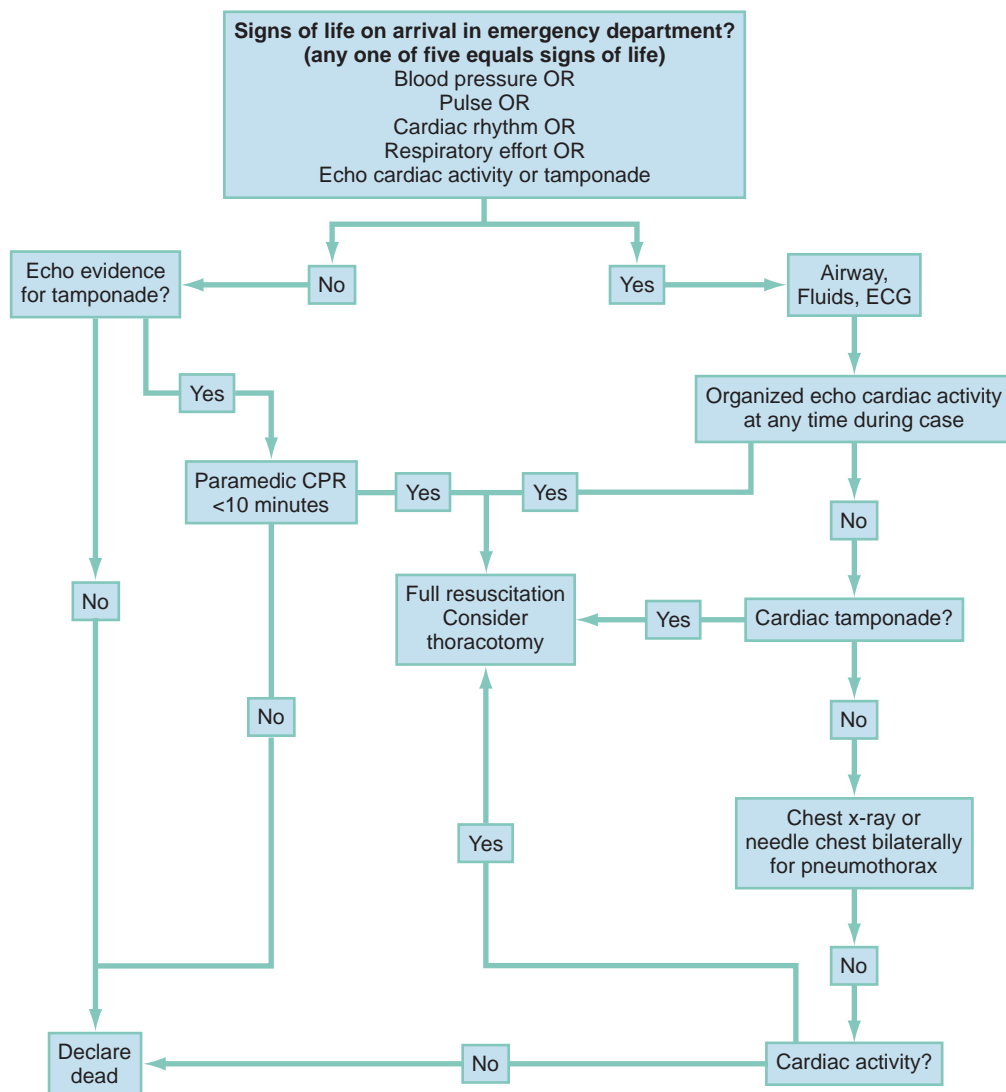 Signs of life on arrival in emergency department?
(any one of five equals signs of life)
Blood pressure OR
Pulse OR
Cardiac rhythm OR
Respiratory effort OR
Echo cardiac activity or tamponade
Echo evidence
for tamponade?
No
Yes
Airway,
Fluids, ECG
Yes
Organized echo cardiac activity
at any time during case
Paramedic CPR
<10 minutes
Yes
Yes
No
No
Full resuscitation
Consider
thoracotomy
Yes
Cardiac tamponade?
No
No
Yes
Chest x-ray or
needle chest bilaterally
for pneumothorax
No
Declare
dead
No
Cardiac activity?